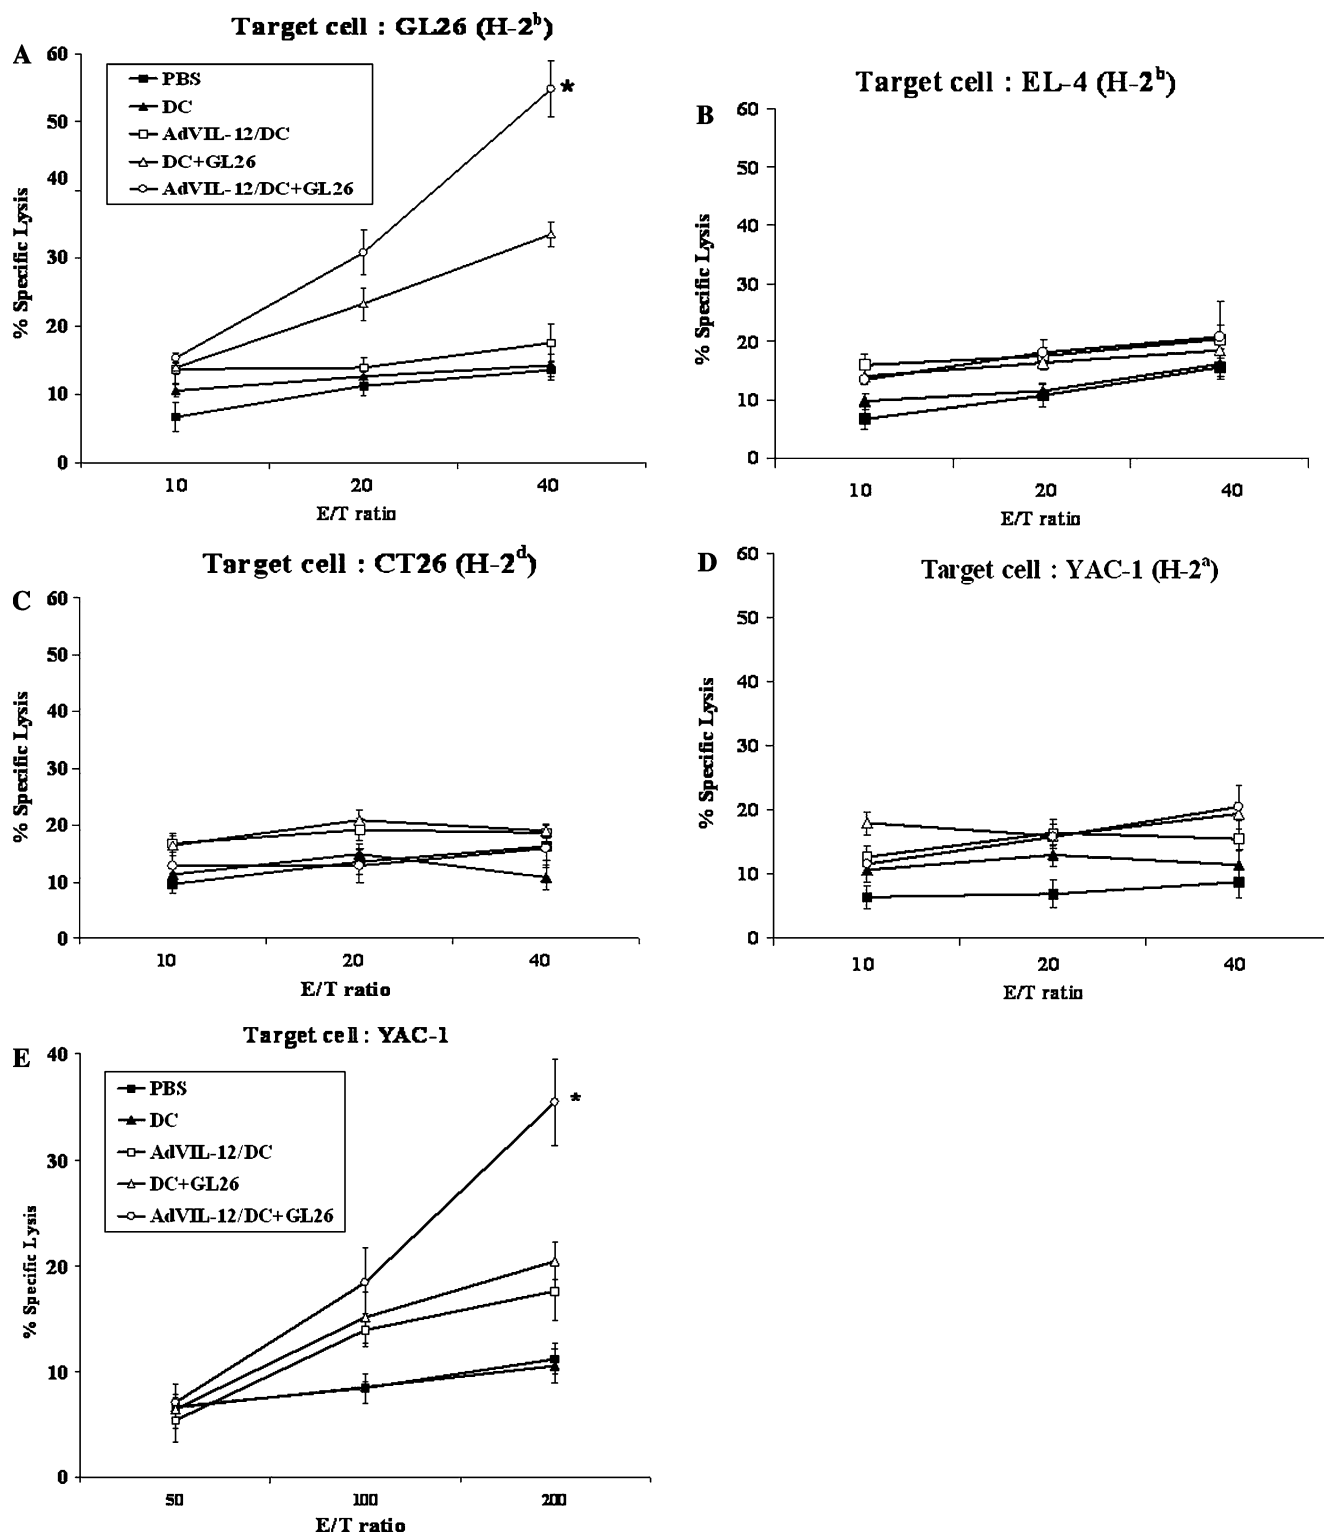 A
Target cell : GL26 (H-2ᵇ)
% Specific Lysis
60
50
40
30
20
10
0
PBS
DC
AdVIL-12/DC
DC+GL26
AdVIL-12/DC+GL26
*
10 20 40
E/T ratio
B
Target cell : EL-4 (H-2ᵇ)
% Specific Lysis
60
50
40
30
20
10
0
10 20 40
E/T ratio
C
Target cell : CT26 (H-2ᵈ)
% Specific Lysis
60
50
40
30
20
10
0
10 20 40
E/T ratio
D
Target cell : YAC-1 (H-2ᵃ)
% Specific Lysis
60
50
40
30
20
10
0
10 20 40
E/T ratio
E
Target cell : YAC-1
% Specific Lysis
40
30
20
10
0
PBS
DC
AdVIL-12/DC
DC+GL26
AdVIL-12/DC+GL26
*
50 100 200
E/T ratio